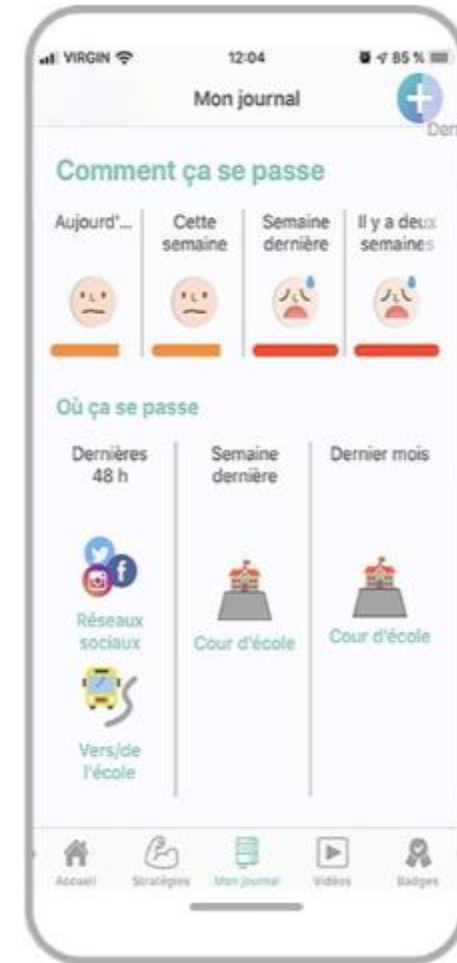 VIRGIN 12:04 85 %
Mon journal
Der
Comment ça se passe
Aujourd'... Cette semaine Semaine dernière Il y a deux semaines
Où ça se passe
Dernières 48 h Semaine dernière Dernier mois
Réseaux sociaux Cour d'école Cour d'école
Vers/de l'école
Accueil Stratégies Mon journal Vidéos Badges